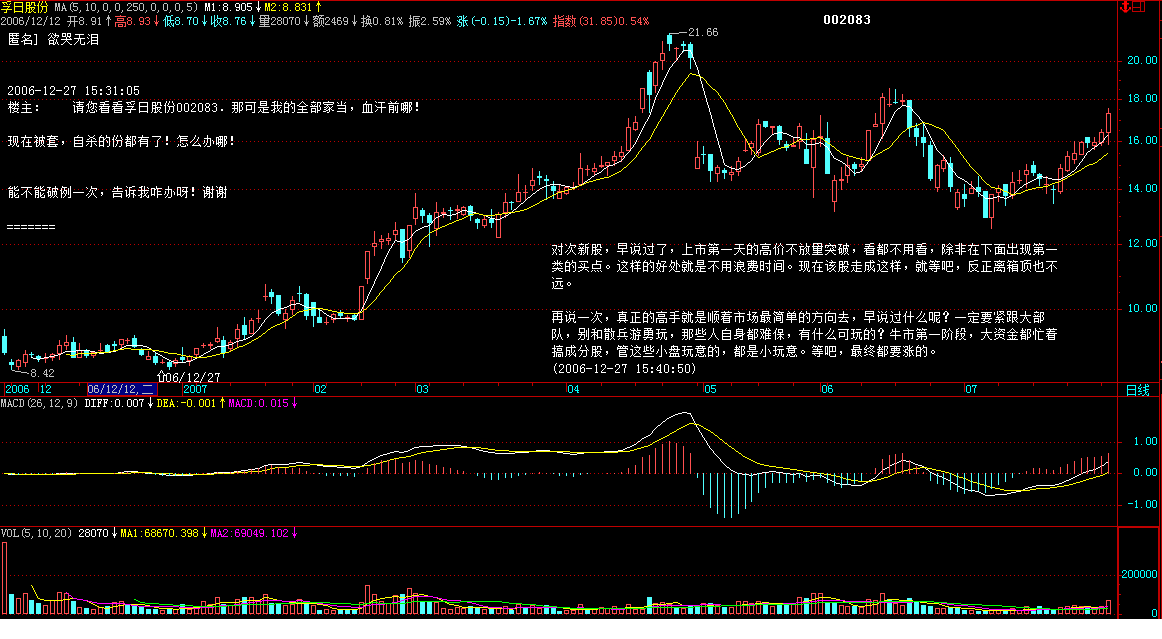 孚日股份 MA(5,10,0,0,250,0,0,0,5) M1:8.905↓M2:8.831↑
2006/12/12 开8.91↑高8.93↓低8.70↓收8.76↓量28070↓额2469↓换0.81% 振2.59% 涨(-0.15)-1.67% 指数(31.85)0.54%
002083
匿名] 欲哭无泪
21.66
20.00
2006-12-27 15:31:05
18.00
楼主: 请您看看孚日股份002083．那可是我的全部家当，血汗前哪!
现在被套，自杀的份都有了! 怎么办哪!
16.00
能不能破例一次，告诉我咋办呀! 谢谢
14.00
=======
12.00
对次新股，早说过了，上市第一天的高价不放量突破，看都不用看，除非在下面出现第一
类的买点。这样的好处就是不用浪费时间。现在该股走成这样，就等吧，反正离箱顶也不
远。
10.00
再说一次，真正的高手就是顺着市场最简单的方向去，早说过什么呢？一定要紧跟大部
队，别和散兵游勇玩，那些人自身都难保，有什么可玩的？牛市第一阶段，大资金都忙着
搞成分股，管这些小盘玩意的，都是小玩意。等吧，最终都要涨的。
(2006-12-27 15:40:50)
8.42
06/12/27
2006 12 06/12/12,二 2007 02 03 04 05 06 07 日线
MACD(26,12,9) DIFF:0.007↓DEA:-0.001↑MACD:0.015↓
1.00
0.00
-1.00
VOL(5,10,20) 28070↓MA1:68670.398↓MA2:89049.102↓
200000
0